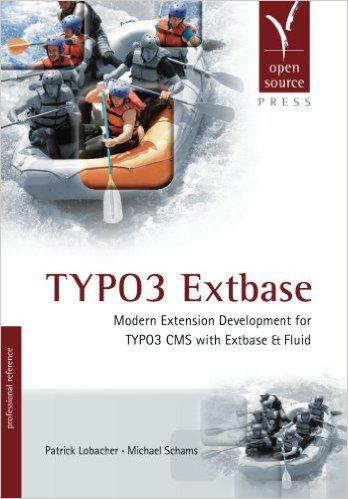 open
source
PRESS
TYPO3 Extbase
Modern Extension Development for
TYPO3 CMS with Extbase & Fluid
professional reference
Patrick Lobacher · Michael Schams